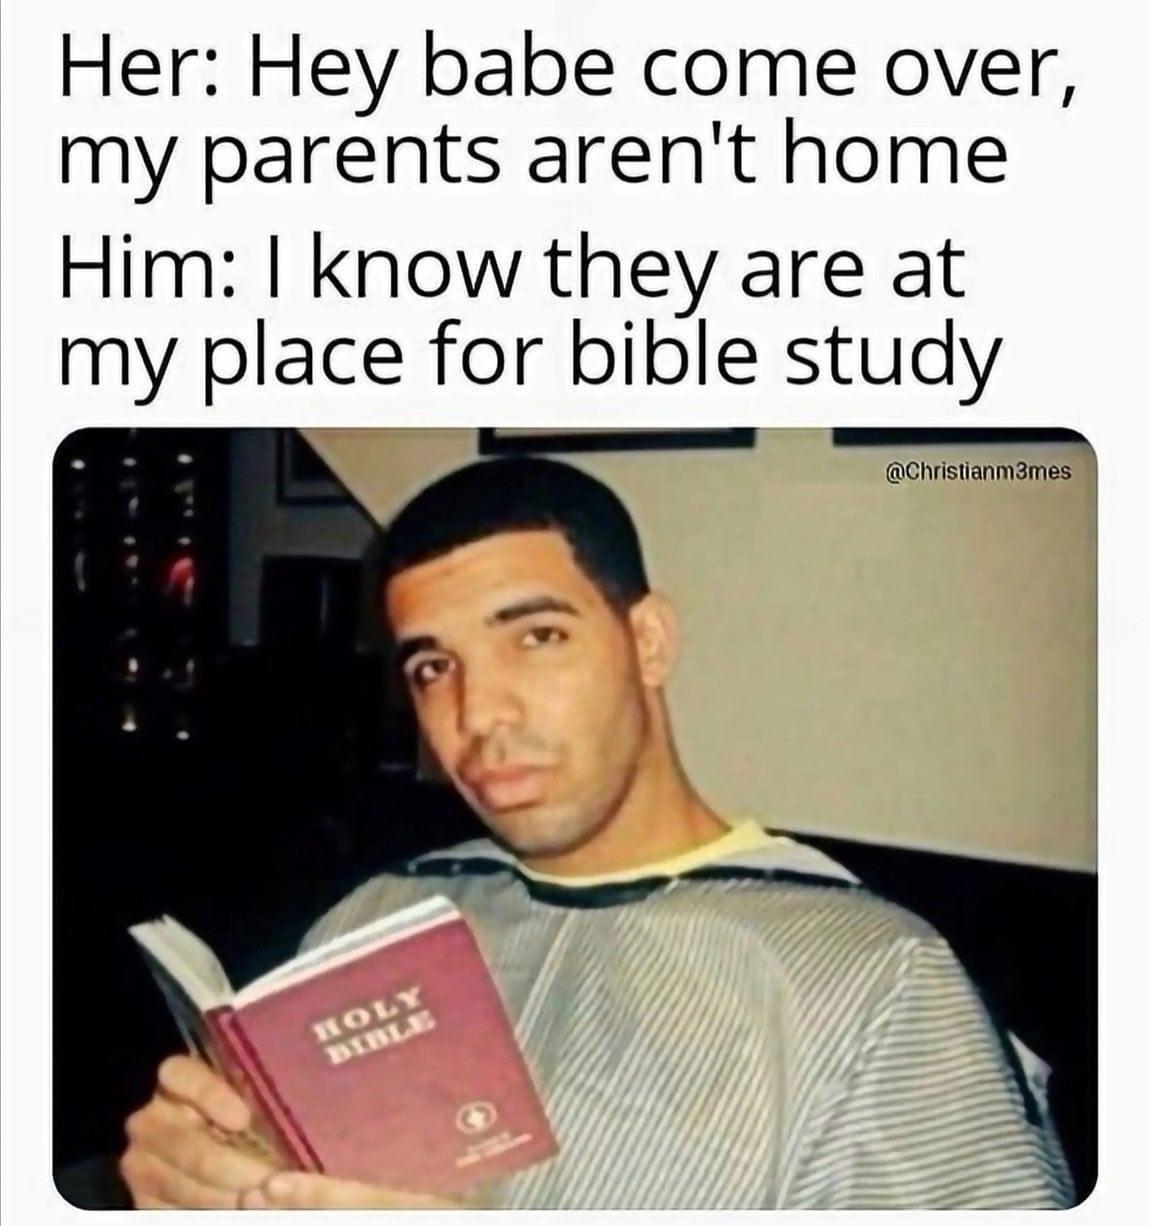 Her: Hey babe come over,
my parents aren't home
Him: I know they are at
my place for bible study
@Christianm3mes
HOLY
BIBLE